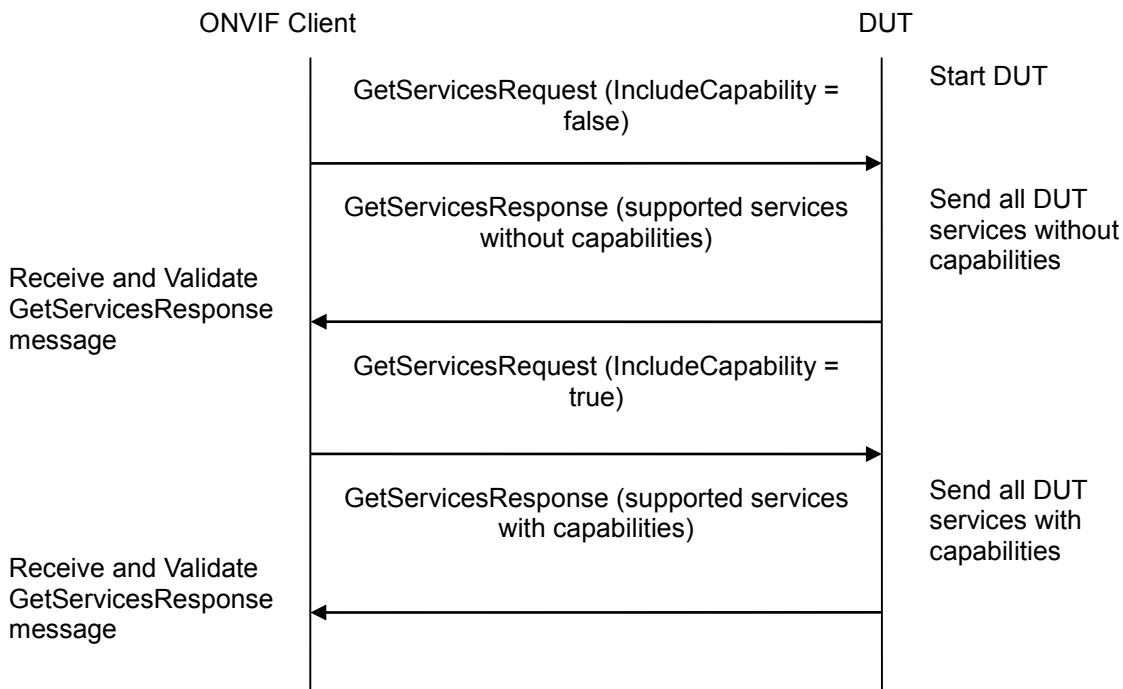 ONVIF Client
DUT
Start DUT
GetServicesRequest (IncludeCapability =
false)
GetServicesResponse (supported services
without capabilities)
Send all DUT
services without
capabilities
Receive and Validate
GetServicesResponse
message
GetServicesRequest (IncludeCapability =
true)
GetServicesResponse (supported services
with capabilities)
Send all DUT
services with
capabilities
Receive and Validate
GetServicesResponse
message